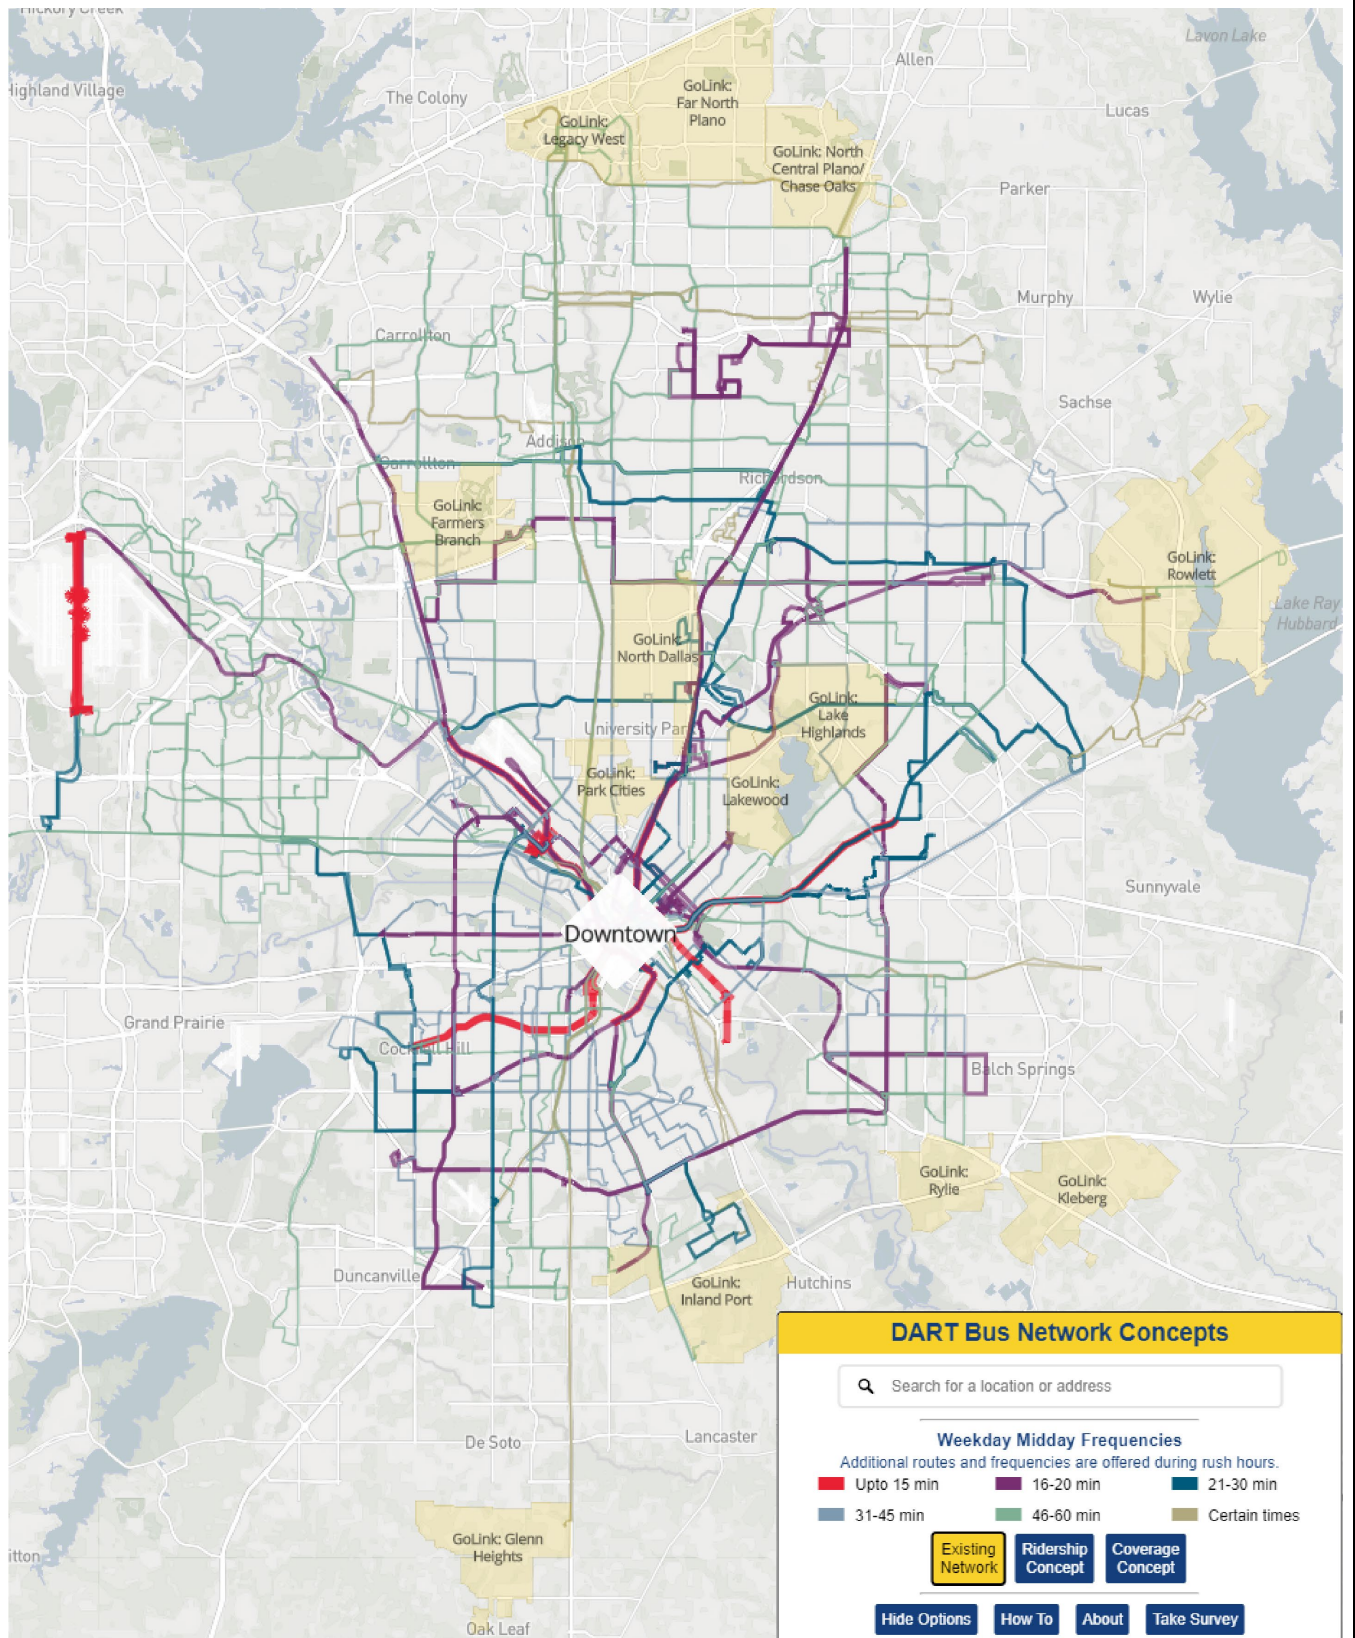 Hickory Creek
Lavon Lake
Allen
GoLink:
Far North
Plano
Highland Village
The Colony
Lucas
GoLink:
Legacy West
GoLink: North
Central Plano/
Chase Oaks
Parker
Murphy
Wylie
Carrollton
Sachse
Addison
Carrollton
Richardson
GoLink:
Farmers
Branch
GoLink:
Rowlett
Lake Ray
Hubbard
GoLink:
North Dallas
GoLink:
Lake
Highlands
University Park
GoLink:
Park Cities
GoLink:
Lakewood
Sunnyvale
Downtown
Grand Prairie
Cockrell Hill
Balch Springs
GoLink:
Rylie
GoLink:
Kleberg
Duncanville
GoLink:
Inland Port
Hutchins
De Soto
Lancaster
GoLink: Glenn
Heights
itton
Oak Leaf
DART Bus Network Concepts
Search for a location or address
Weekday Midday Frequencies
Additional routes and frequencies are offered during rush hours.
Upto 15 min
16-20 min
21-30 min
31-45 min
46-60 min
Certain times
Existing
Network
Ridership
Concept
Coverage
Concept
Hide Options
How To
About
Take Survey